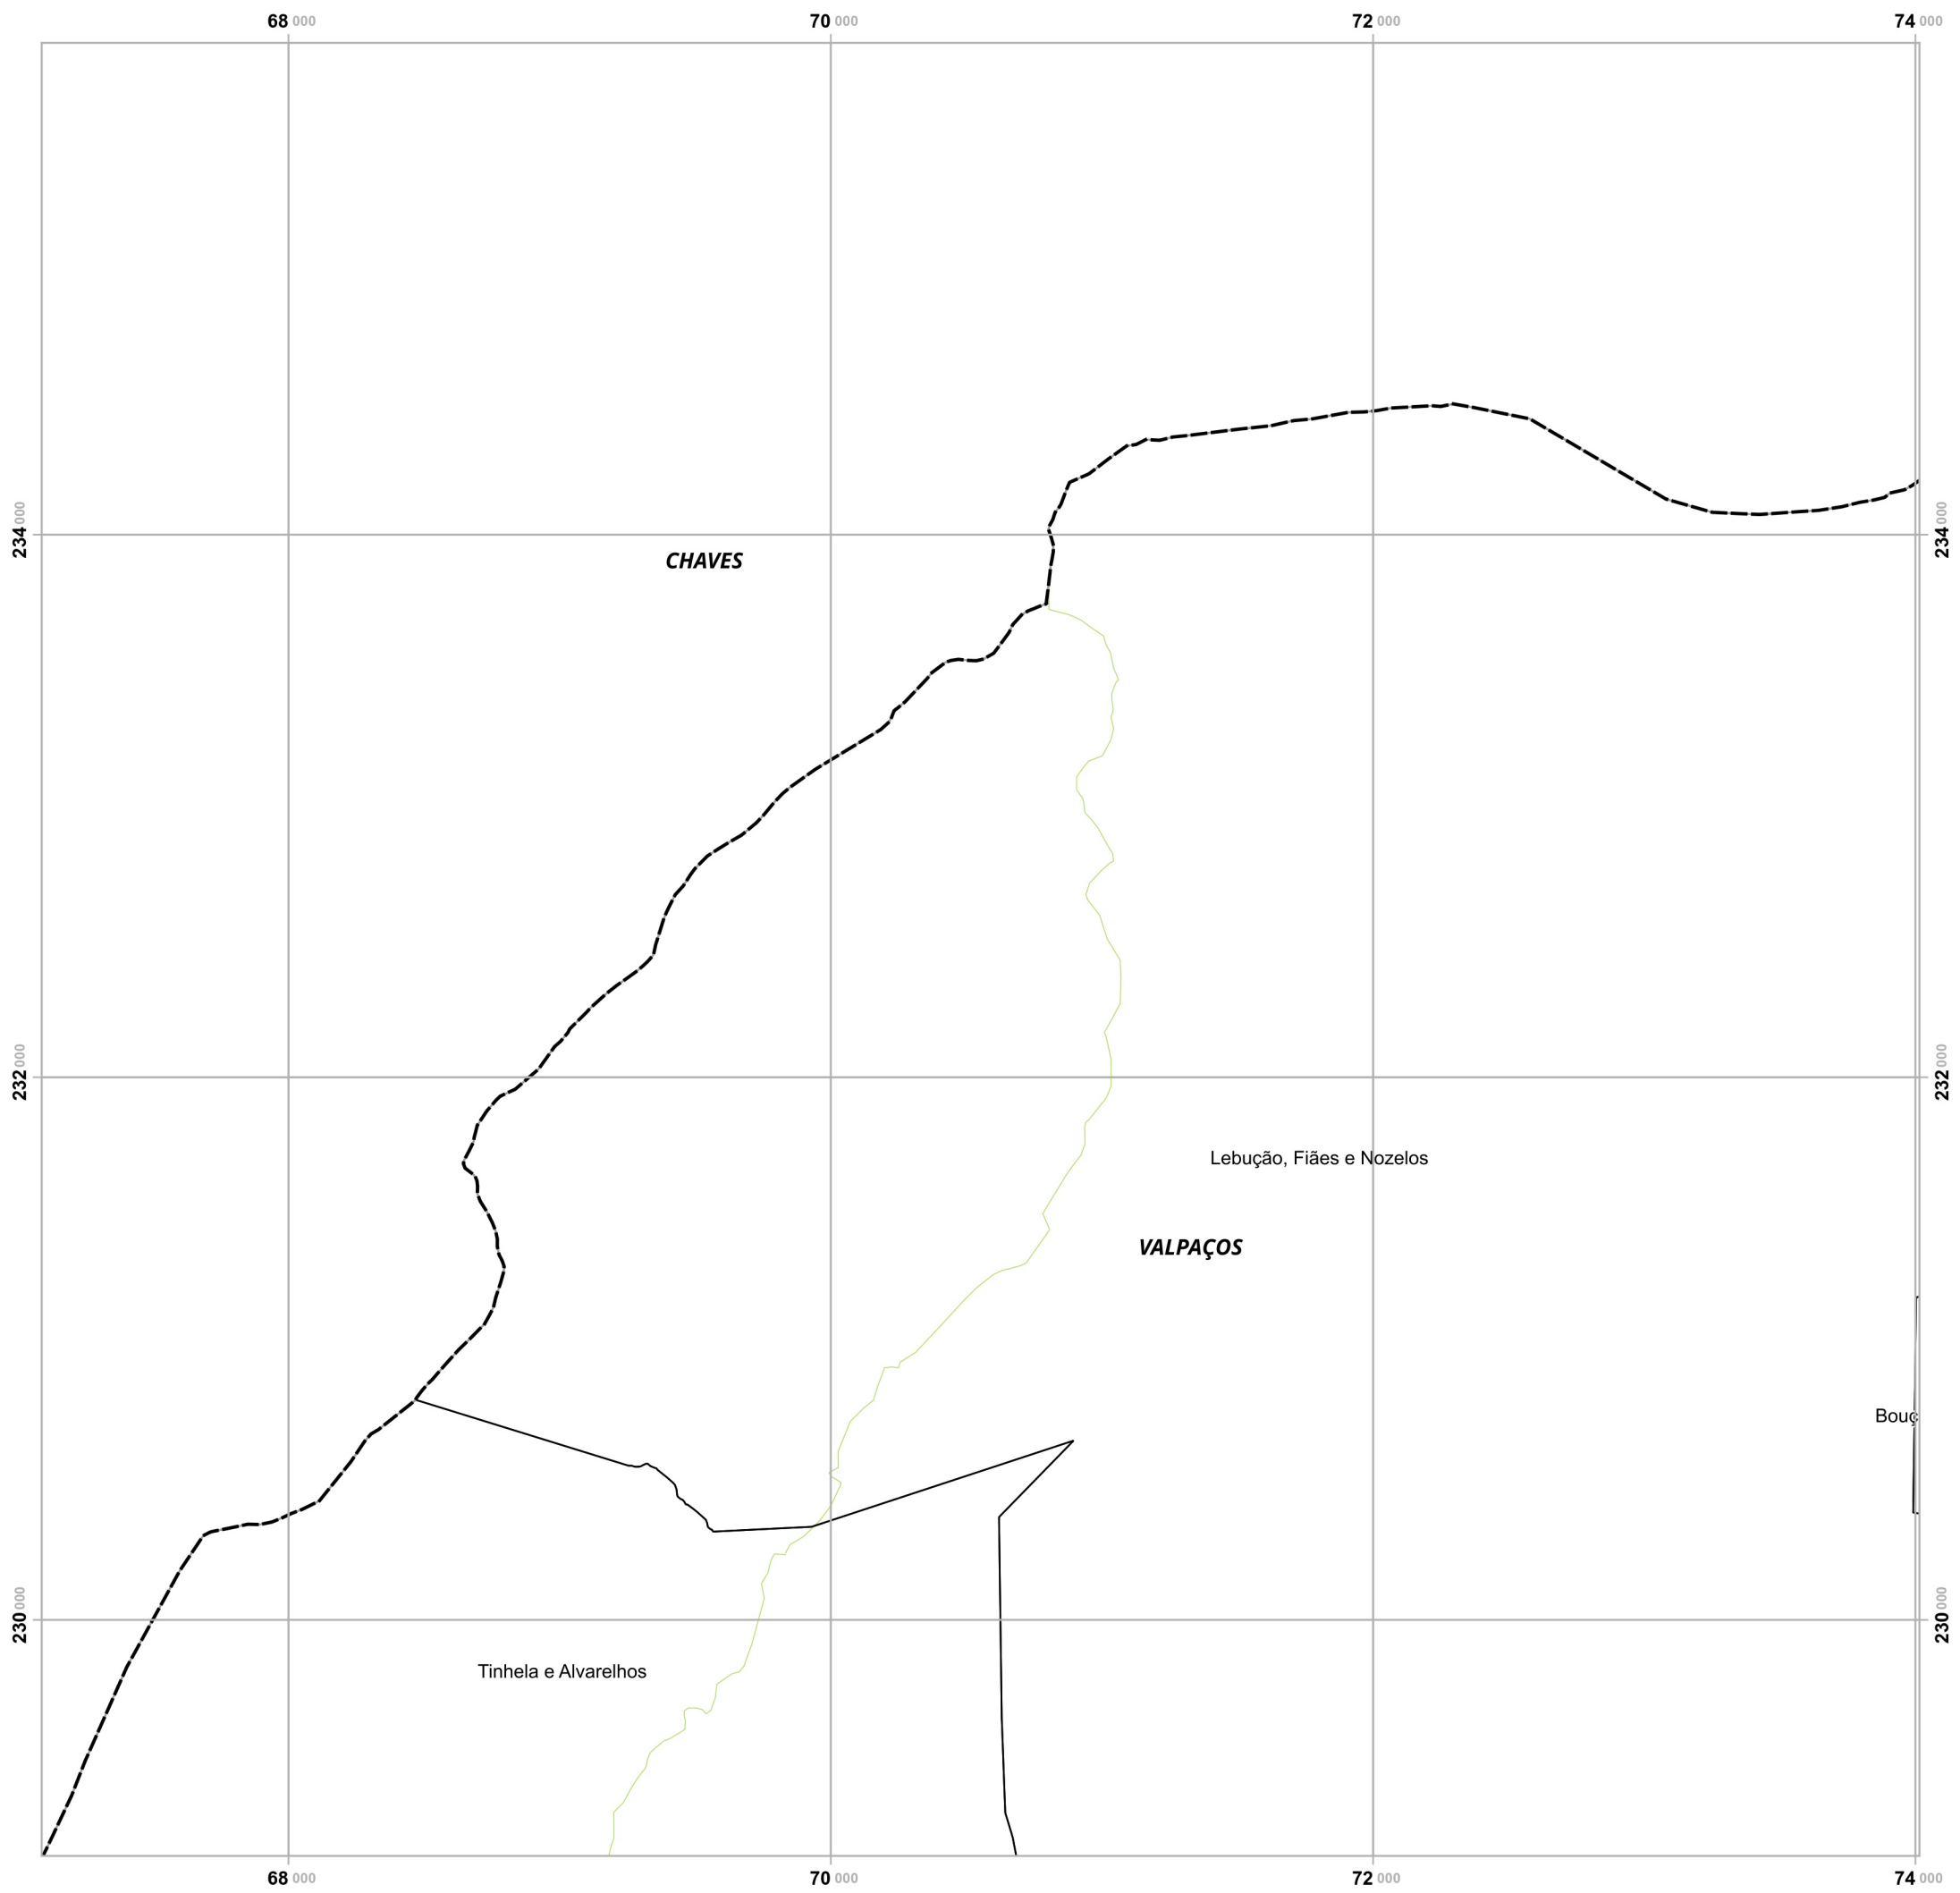 68 000 70 000 72 000 74 000
234 000 234 000
CHAVES
232 000 232 000
Lebução, Fiães e Nozelos
VALPAÇOS
Bouç
230 000 230 000
Tinhela e Alvarelhos
68 000 70 000 72 000 74 000